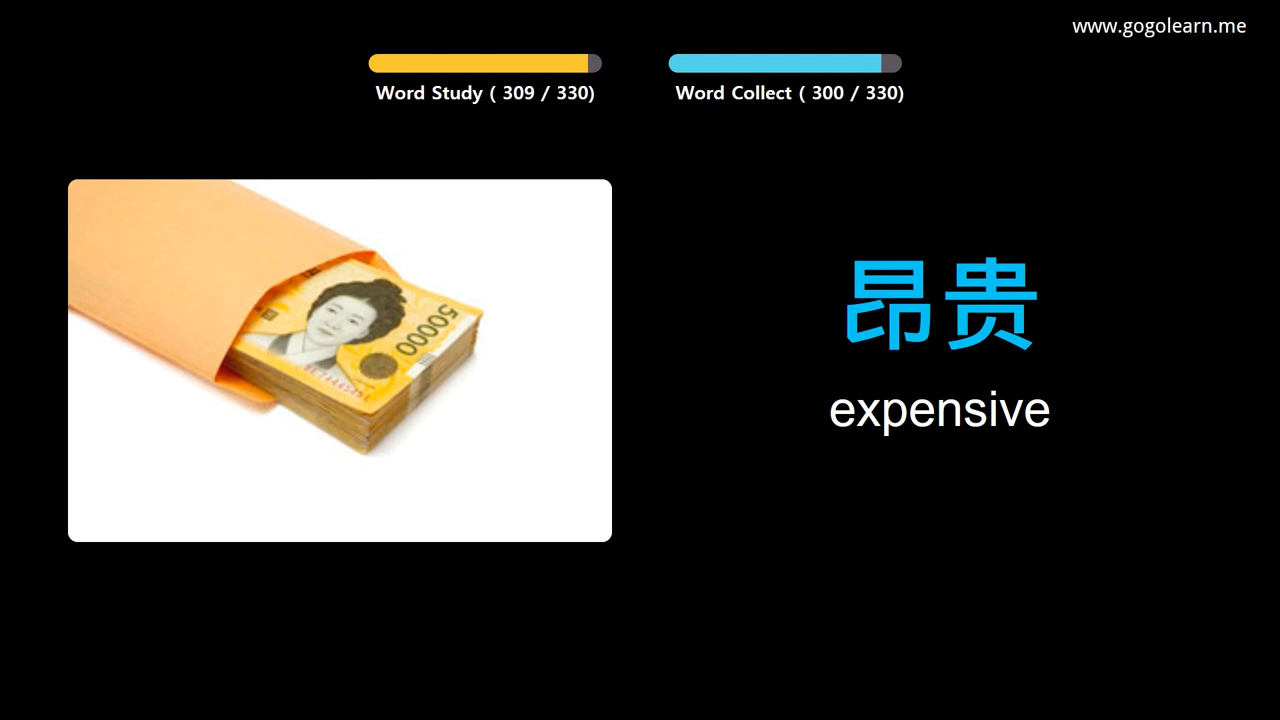 www.gogolearn.me
Word Study ( 309 / 330)
Word Collect ( 300 / 330)
50000
昂贵
expensive